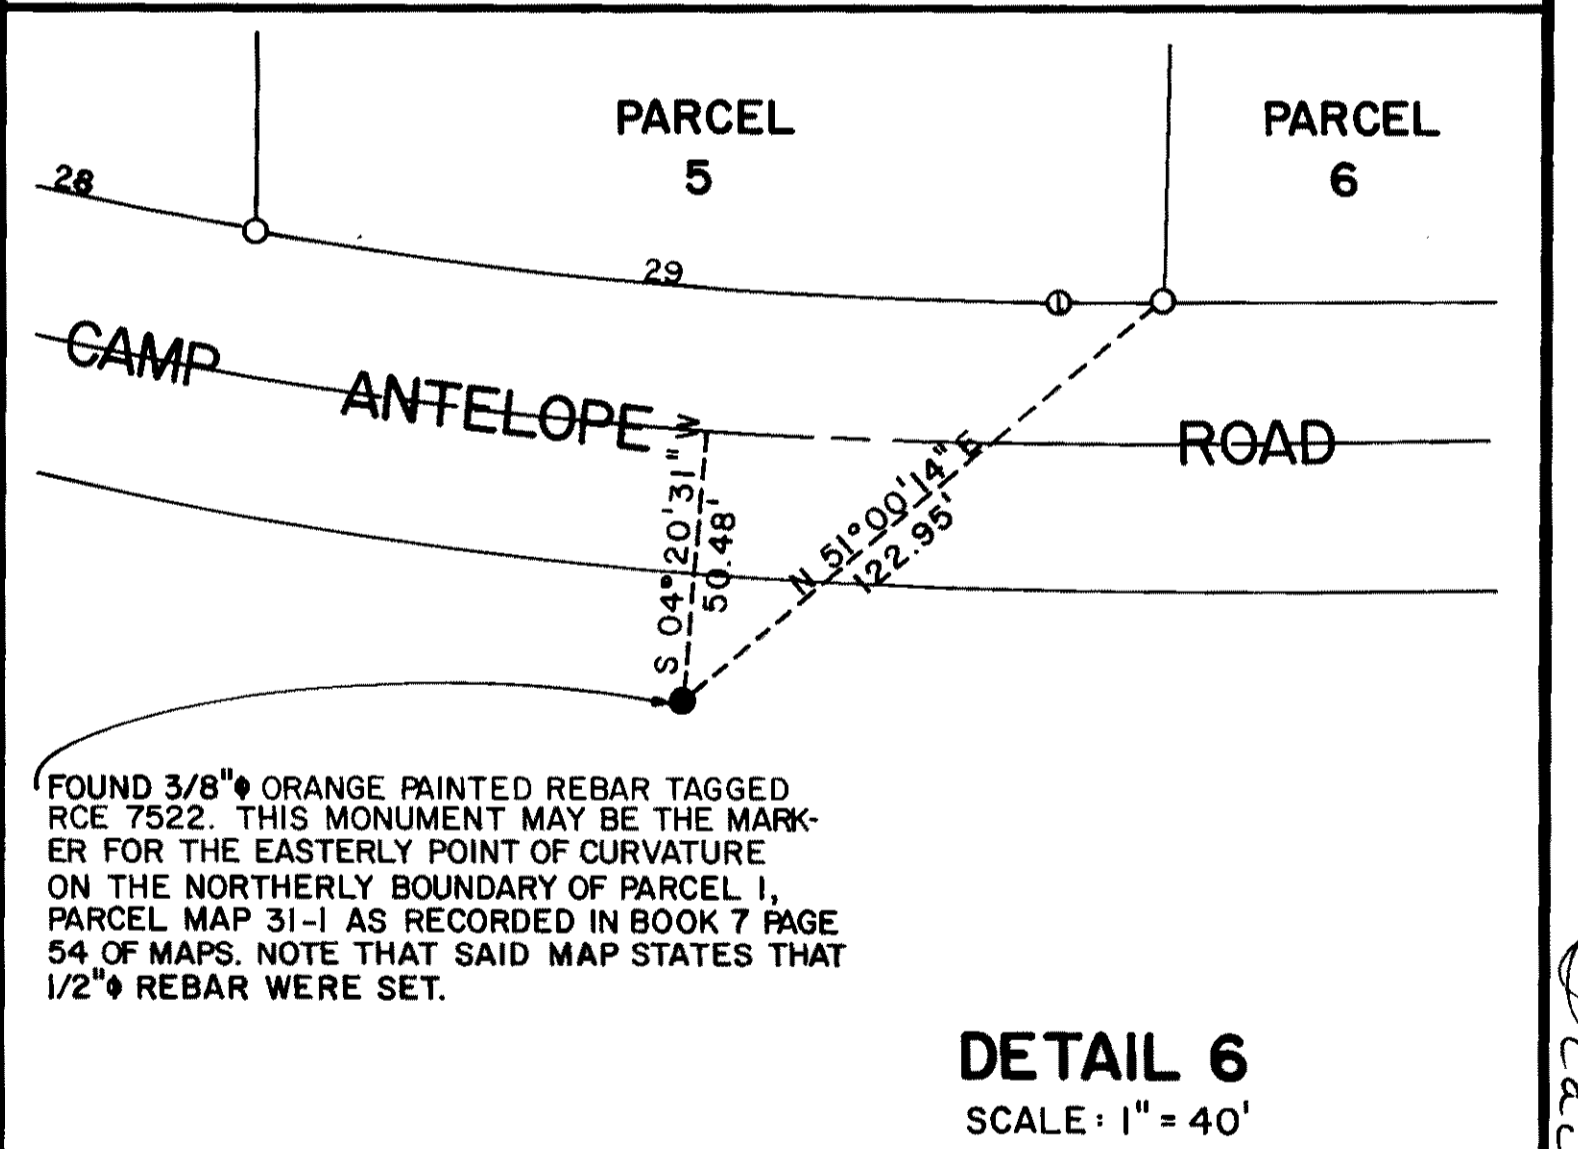 PARCEL
5
PARCEL
6
28
29
CAMP ANTELOPE ROAD
S 04°20'31" W
50.48'
N 51°00'14" E
122.95'
FOUND 3/8"ϕ ORANGE PAINTED REBAR TAGGED
RCE 7522. THIS MONUMENT MAY BE THE MARK-
ER FOR THE EASTERLY POINT OF CURVATURE
ON THE NORTHERLY BOUNDARY OF PARCEL 1,
PARCEL MAP 31-1 AS RECORDED IN BOOK 7 PAGE
54 OF MAPS. NOTE THAT SAID MAP STATES THAT
1/2"ϕ REBAR WERE SET.
DETAIL 6
SCALE: 1" = 40'